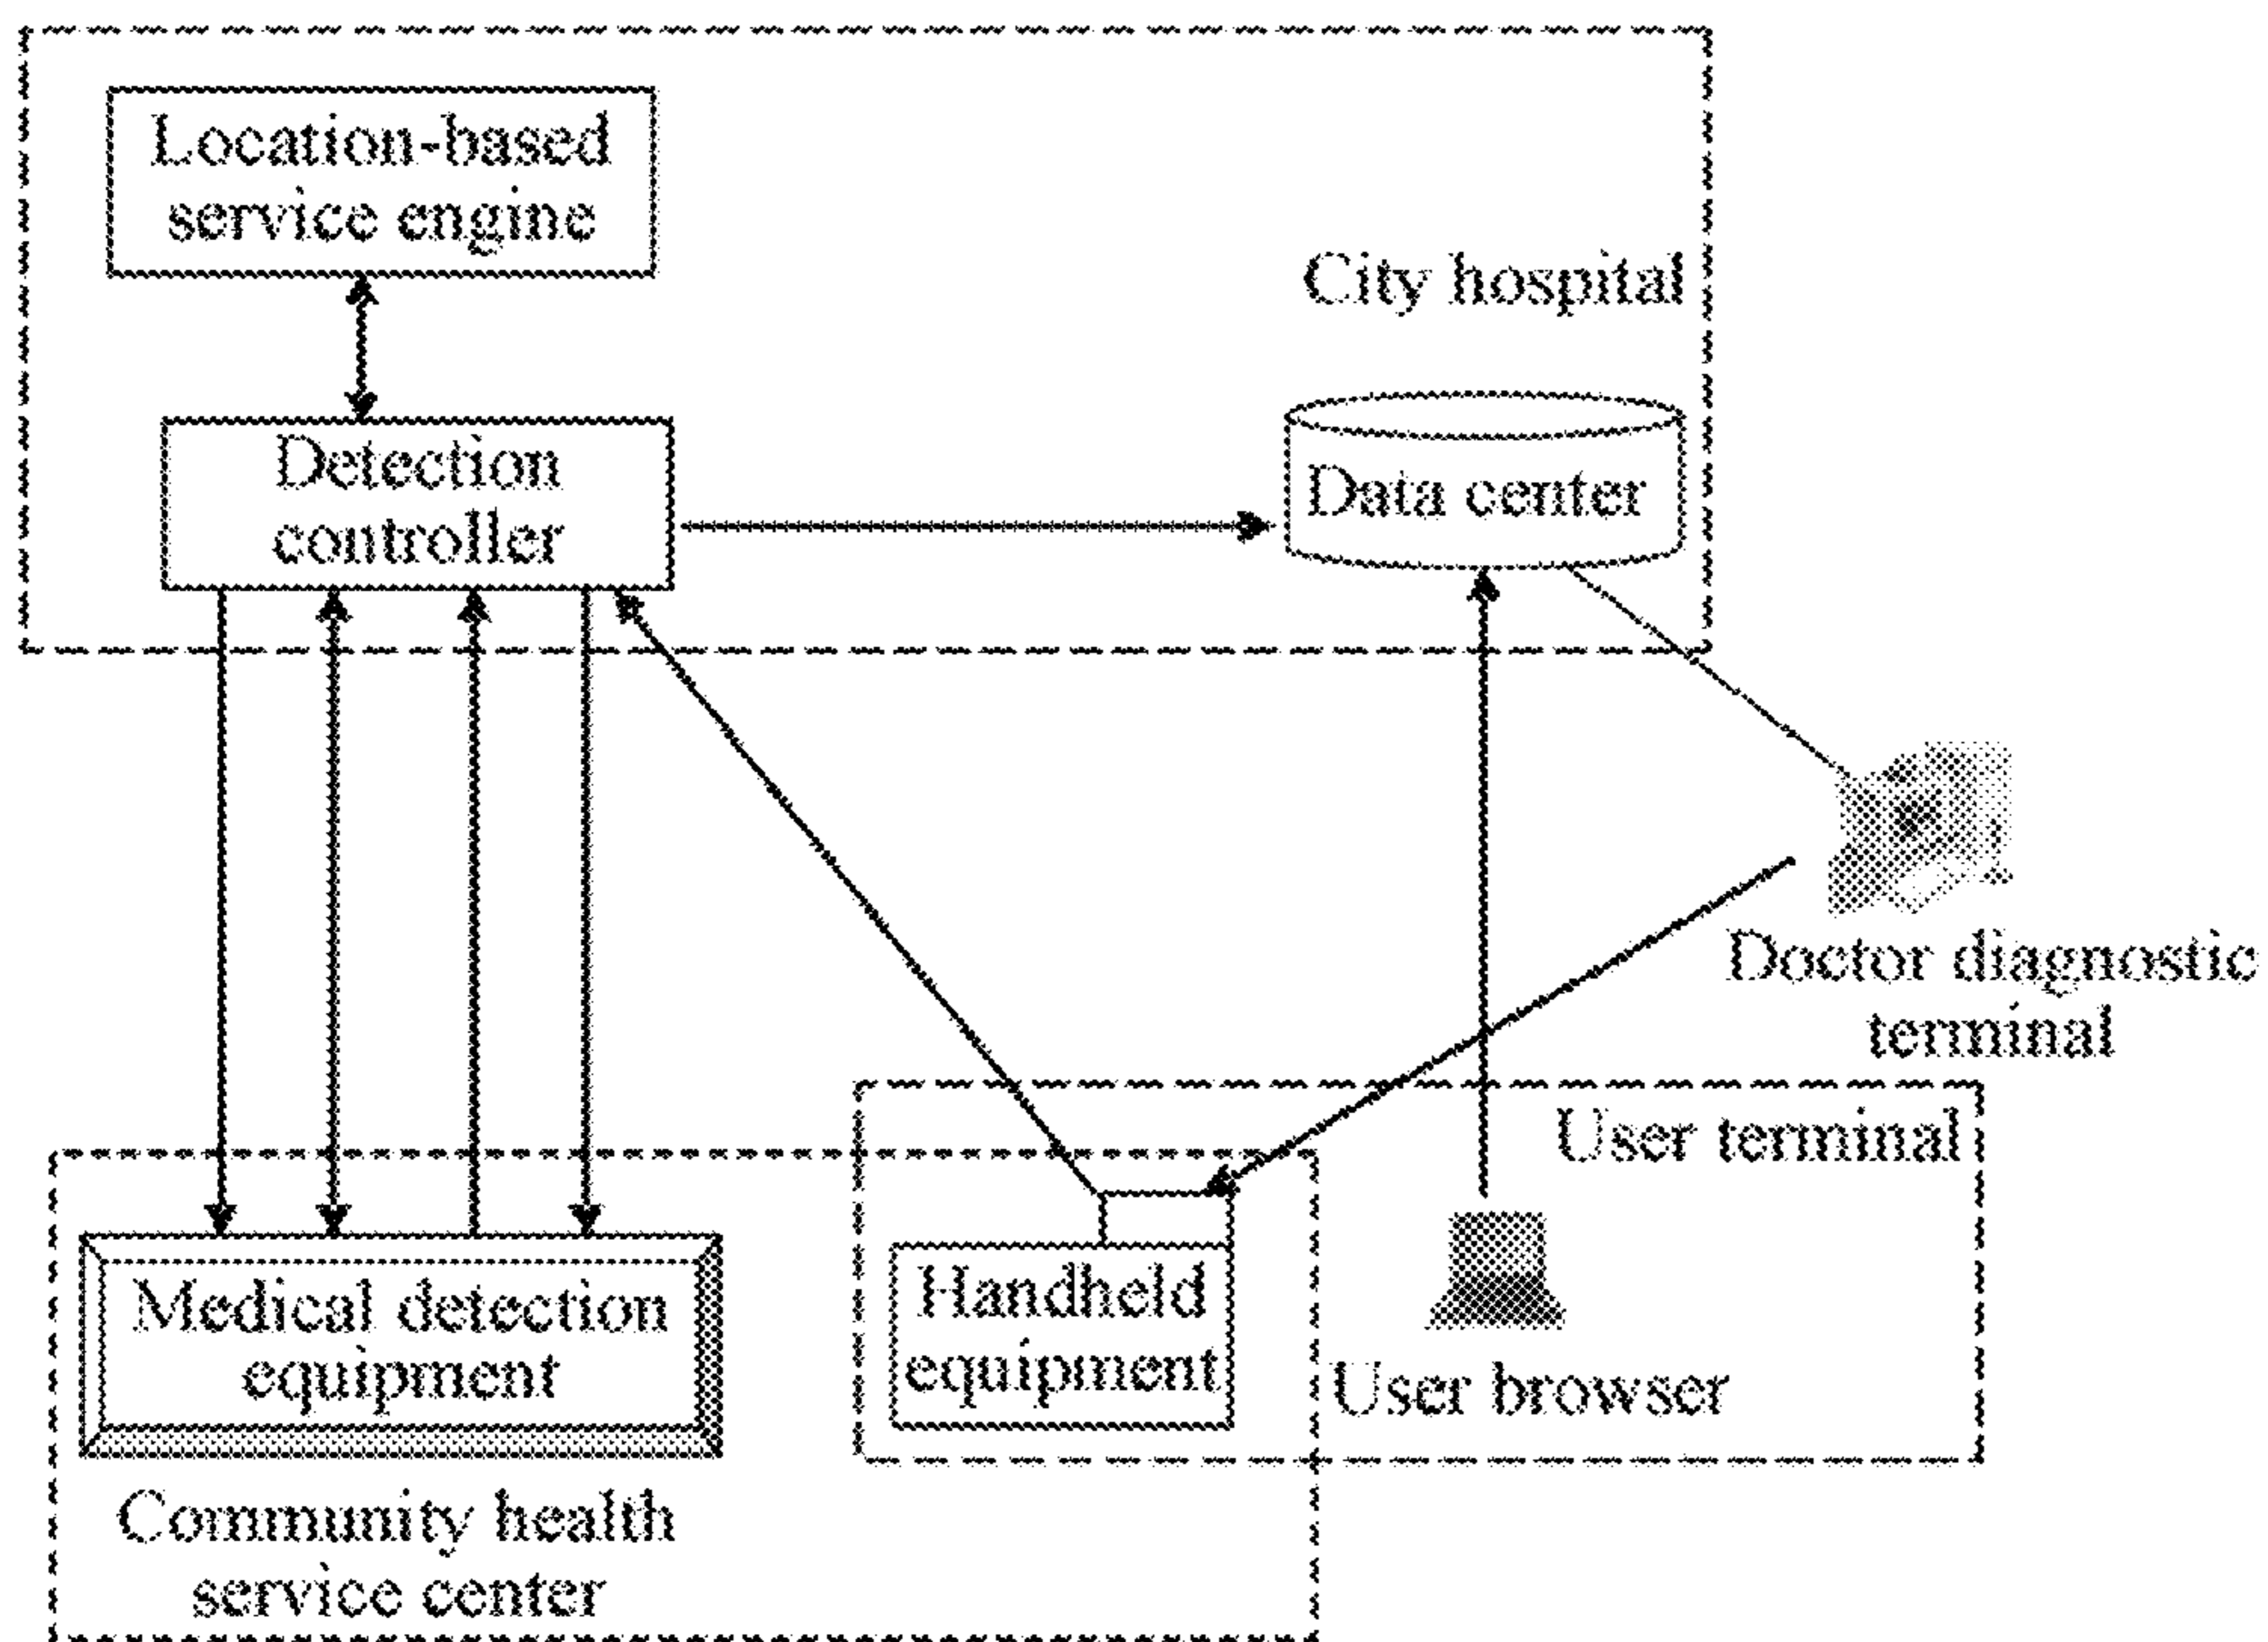 Location-based
service engine
City hospital
Detection
controller
Data center
Doctor diagnostic
terminal
User terminal
Medical detection
equipment
Handheld
equipment
User browser
Community health
service center